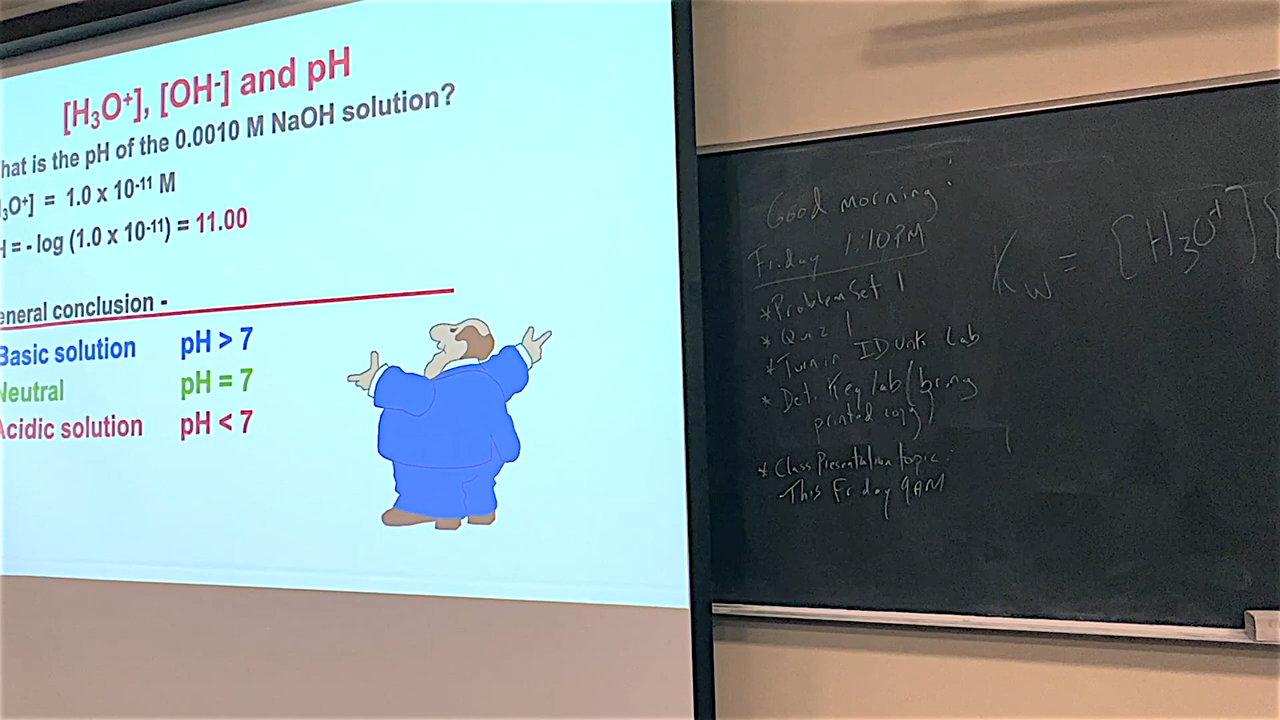 [H₃O⁺], [OH-] and pH
hat is the pH of the 0.0010 M NaOH solution?
₃O⁺] = 1.0 x 10⁻¹¹ M
H = - log (1.0 x 10⁻¹¹) = 11.00
eneral conclusion -
Basic solution pH > 7
Neutral pH = 7
Acidic solution pH < 7
Good morning
Friday 1:10PM
*Problem Set 1
* Quiz 1
* Turn in ID Unk Lab
* Det. Key lab (bring
printed copy)
* Class Presentation topic
This Friday 9AM
Kw = [H₃O⁺][